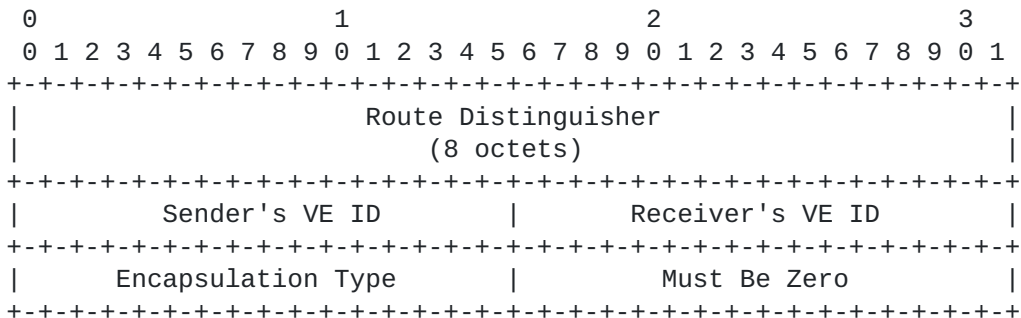 0                   1                   2                   3
 0 1 2 3 4 5 6 7 8 9 0 1 2 3 4 5 6 7 8 9 0 1 2 3 4 5 6 7 8 9 0 1
+-+-+-+-+-+-+-+-+-+-+-+-+-+-+-+-+-+-+-+-+-+-+-+-+-+-+-+-+-+-+-+-+
|                      Route Distinguisher                      |
|                          (8 octets)                           |
+-+-+-+-+-+-+-+-+-+-+-+-+-+-+-+-+-+-+-+-+-+-+-+-+-+-+-+-+-+-+-+-+
|         Sender's VE ID        |       Receiver's VE ID        |
+-+-+-+-+-+-+-+-+-+-+-+-+-+-+-+-+-+-+-+-+-+-+-+-+-+-+-+-+-+-+-+-+
|      Encapsulation Type       |         Must Be Zero          |
+-+-+-+-+-+-+-+-+-+-+-+-+-+-+-+-+-+-+-+-+-+-+-+-+-+-+-+-+-+-+-+-+